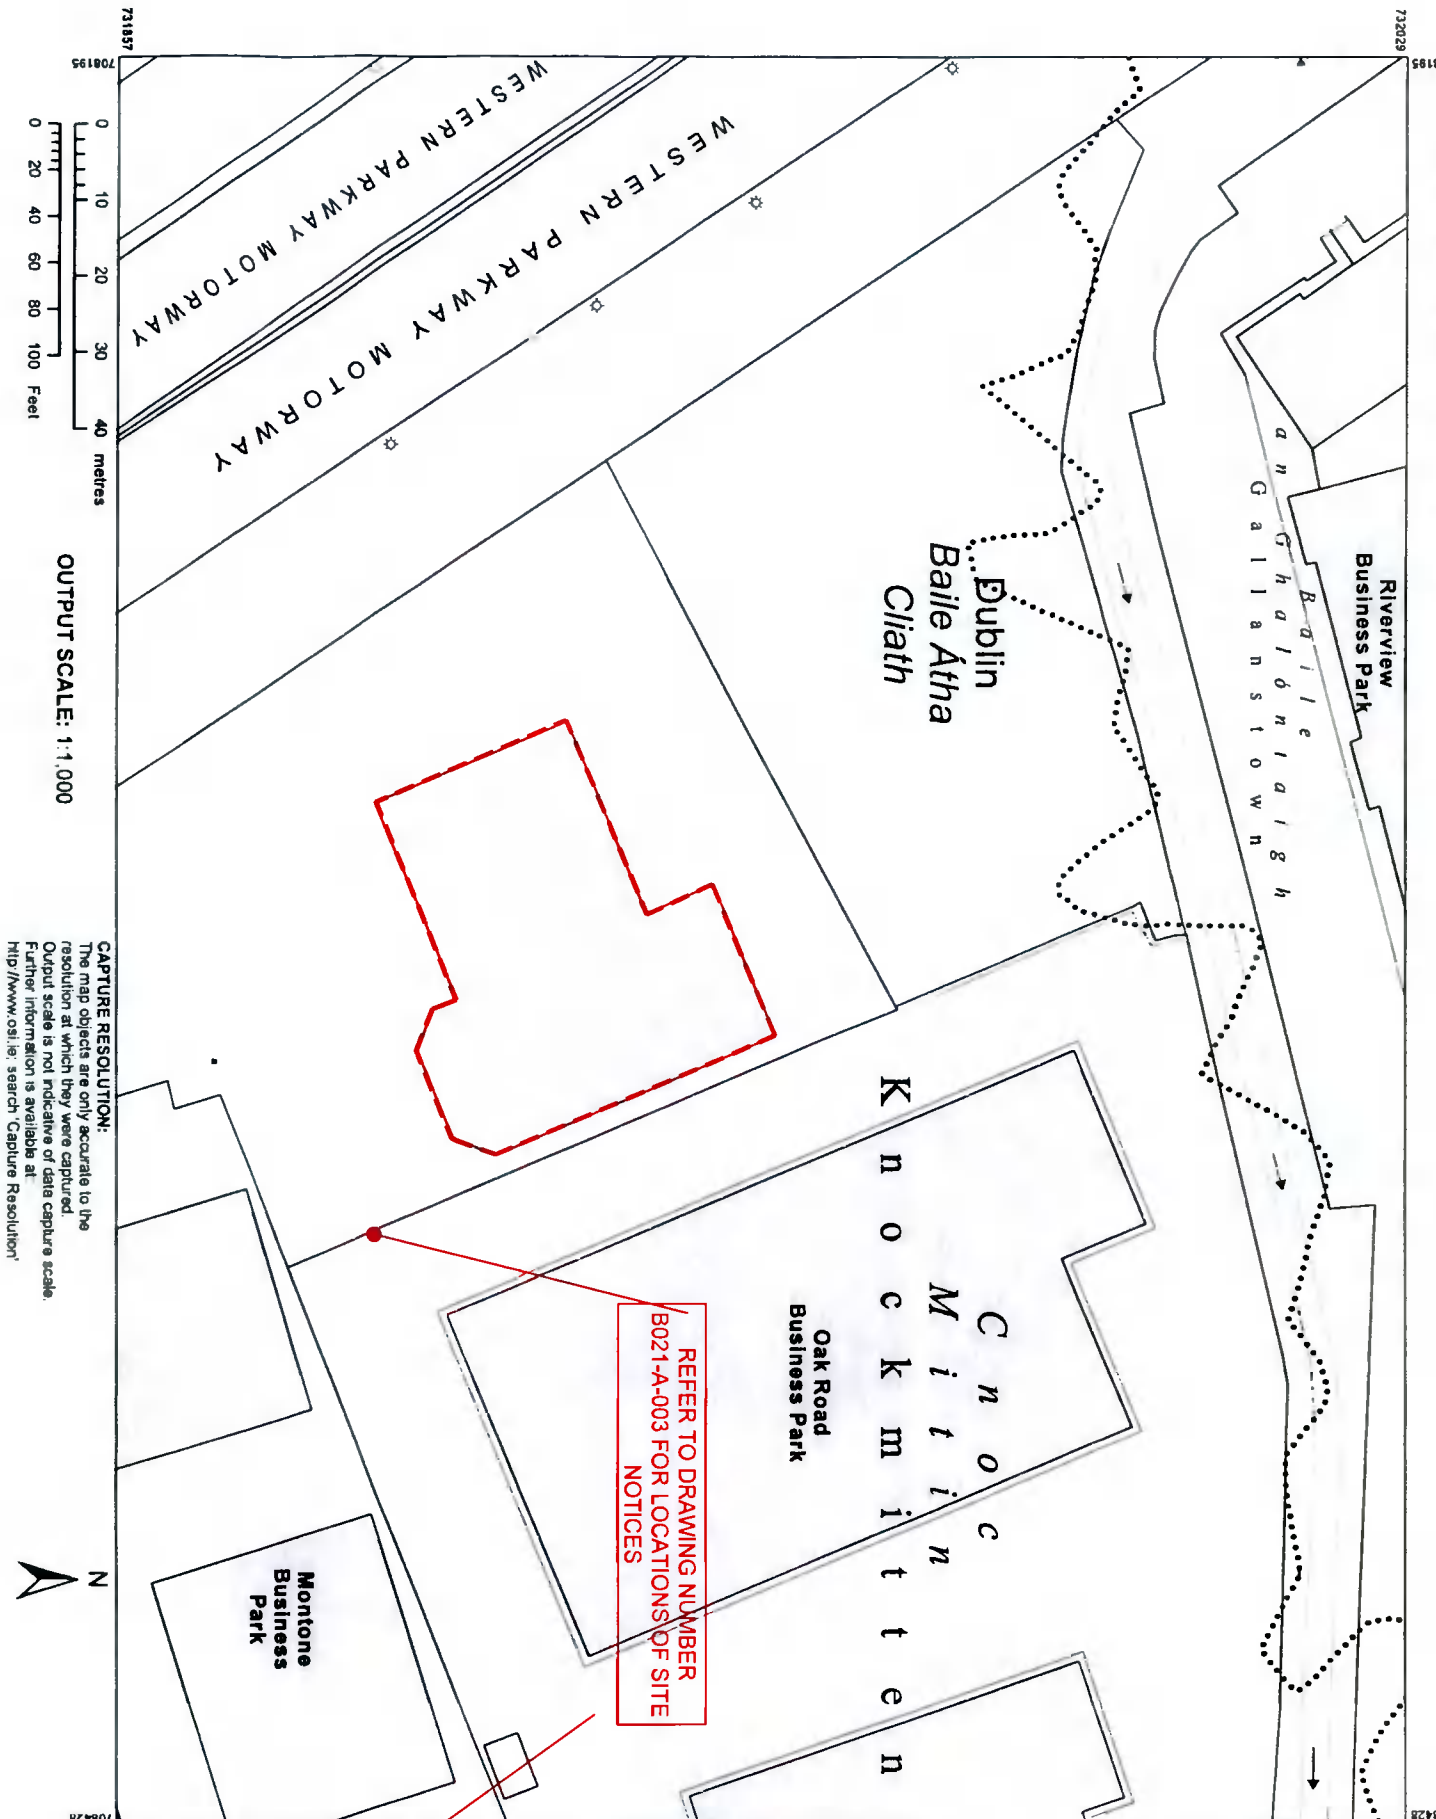 731857
732029
708195
WESTERN PARKWAY MOTORWAY
WESTERN PARKWAY MOTORWAY
Riverview
Business Park
Baile
an Ghalóntaigh
Gallanstown
Dublin
Baile Átha
Cliath
Cnoc
Mitín
Knockmitten
Oak Road
Business Park
REFER TO DRAWING NUMBER
B021-A-003 FOR LOCATIONS OF SITE
NOTICES
Montone
Business
Park
0 10 20 30 40 metres
0 20 40 60 80 100 Feet
OUTPUT SCALE: 1:1,000
CAPTURE RESOLUTION:
The map objects are only accurate to the
resolution at which they were captured.
Output scale is not indicative of data capture scale.
Further information is available at:
http://www.osi.ie; search 'Capture Resolution'
N